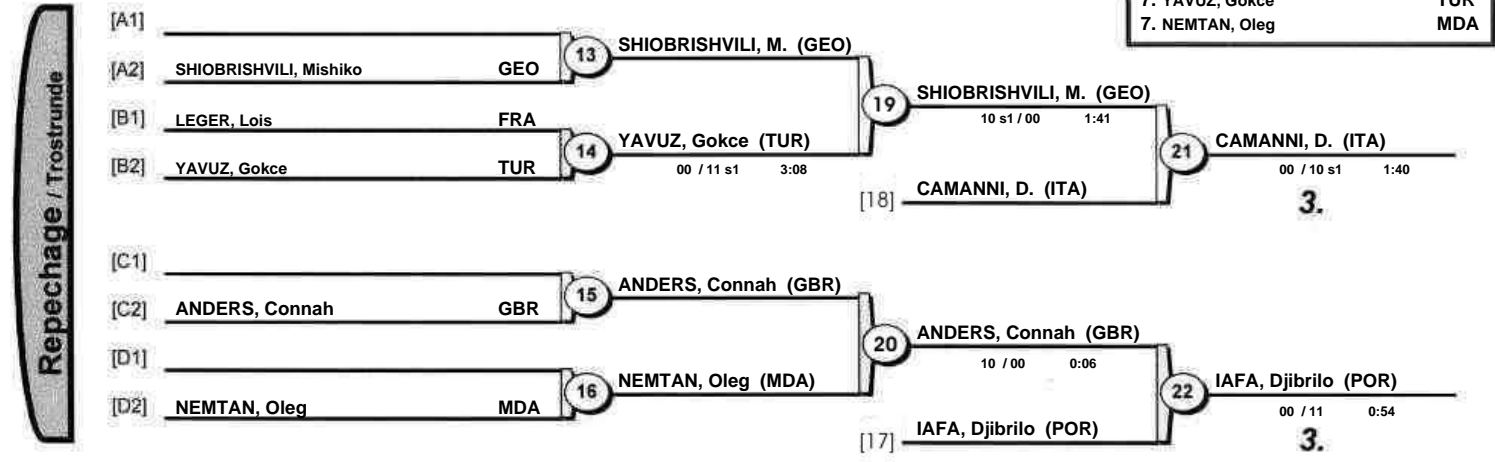 7. YAVUZ, Gokce TUR
7. NEMTAN, Oleg MDA
Repechage / Trostrunde
[A1]
[A2] SHIOBRISHVILI, Mishiko GEO
13 SHIOBRISHVILI, M. (GEO)
[B1] LEGER, Lois FRA
[B2] YAVUZ, Gokce TUR
14 YAVUZ, Gokce (TUR)
00 / 11 s1 3:08
19 SHIOBRISHVILI, M. (GEO)
10 s1 / 00 1:41
[18] CAMANNI, D. (ITA)
21 CAMANNI, D. (ITA)
00 / 10 s1 1:40
3.
[C1]
[C2] ANDERS, Connah GBR
15 ANDERS, Connah (GBR)
[D1]
[D2] NEMTAN, Oleg MDA
16 NEMTAN, Oleg (MDA)
20 ANDERS, Connah (GBR)
10 / 00 0:06
[17] IAFA, Djibrilo (POR)
22 IAFA, Djibrilo (POR)
00 / 11 0:54
3.